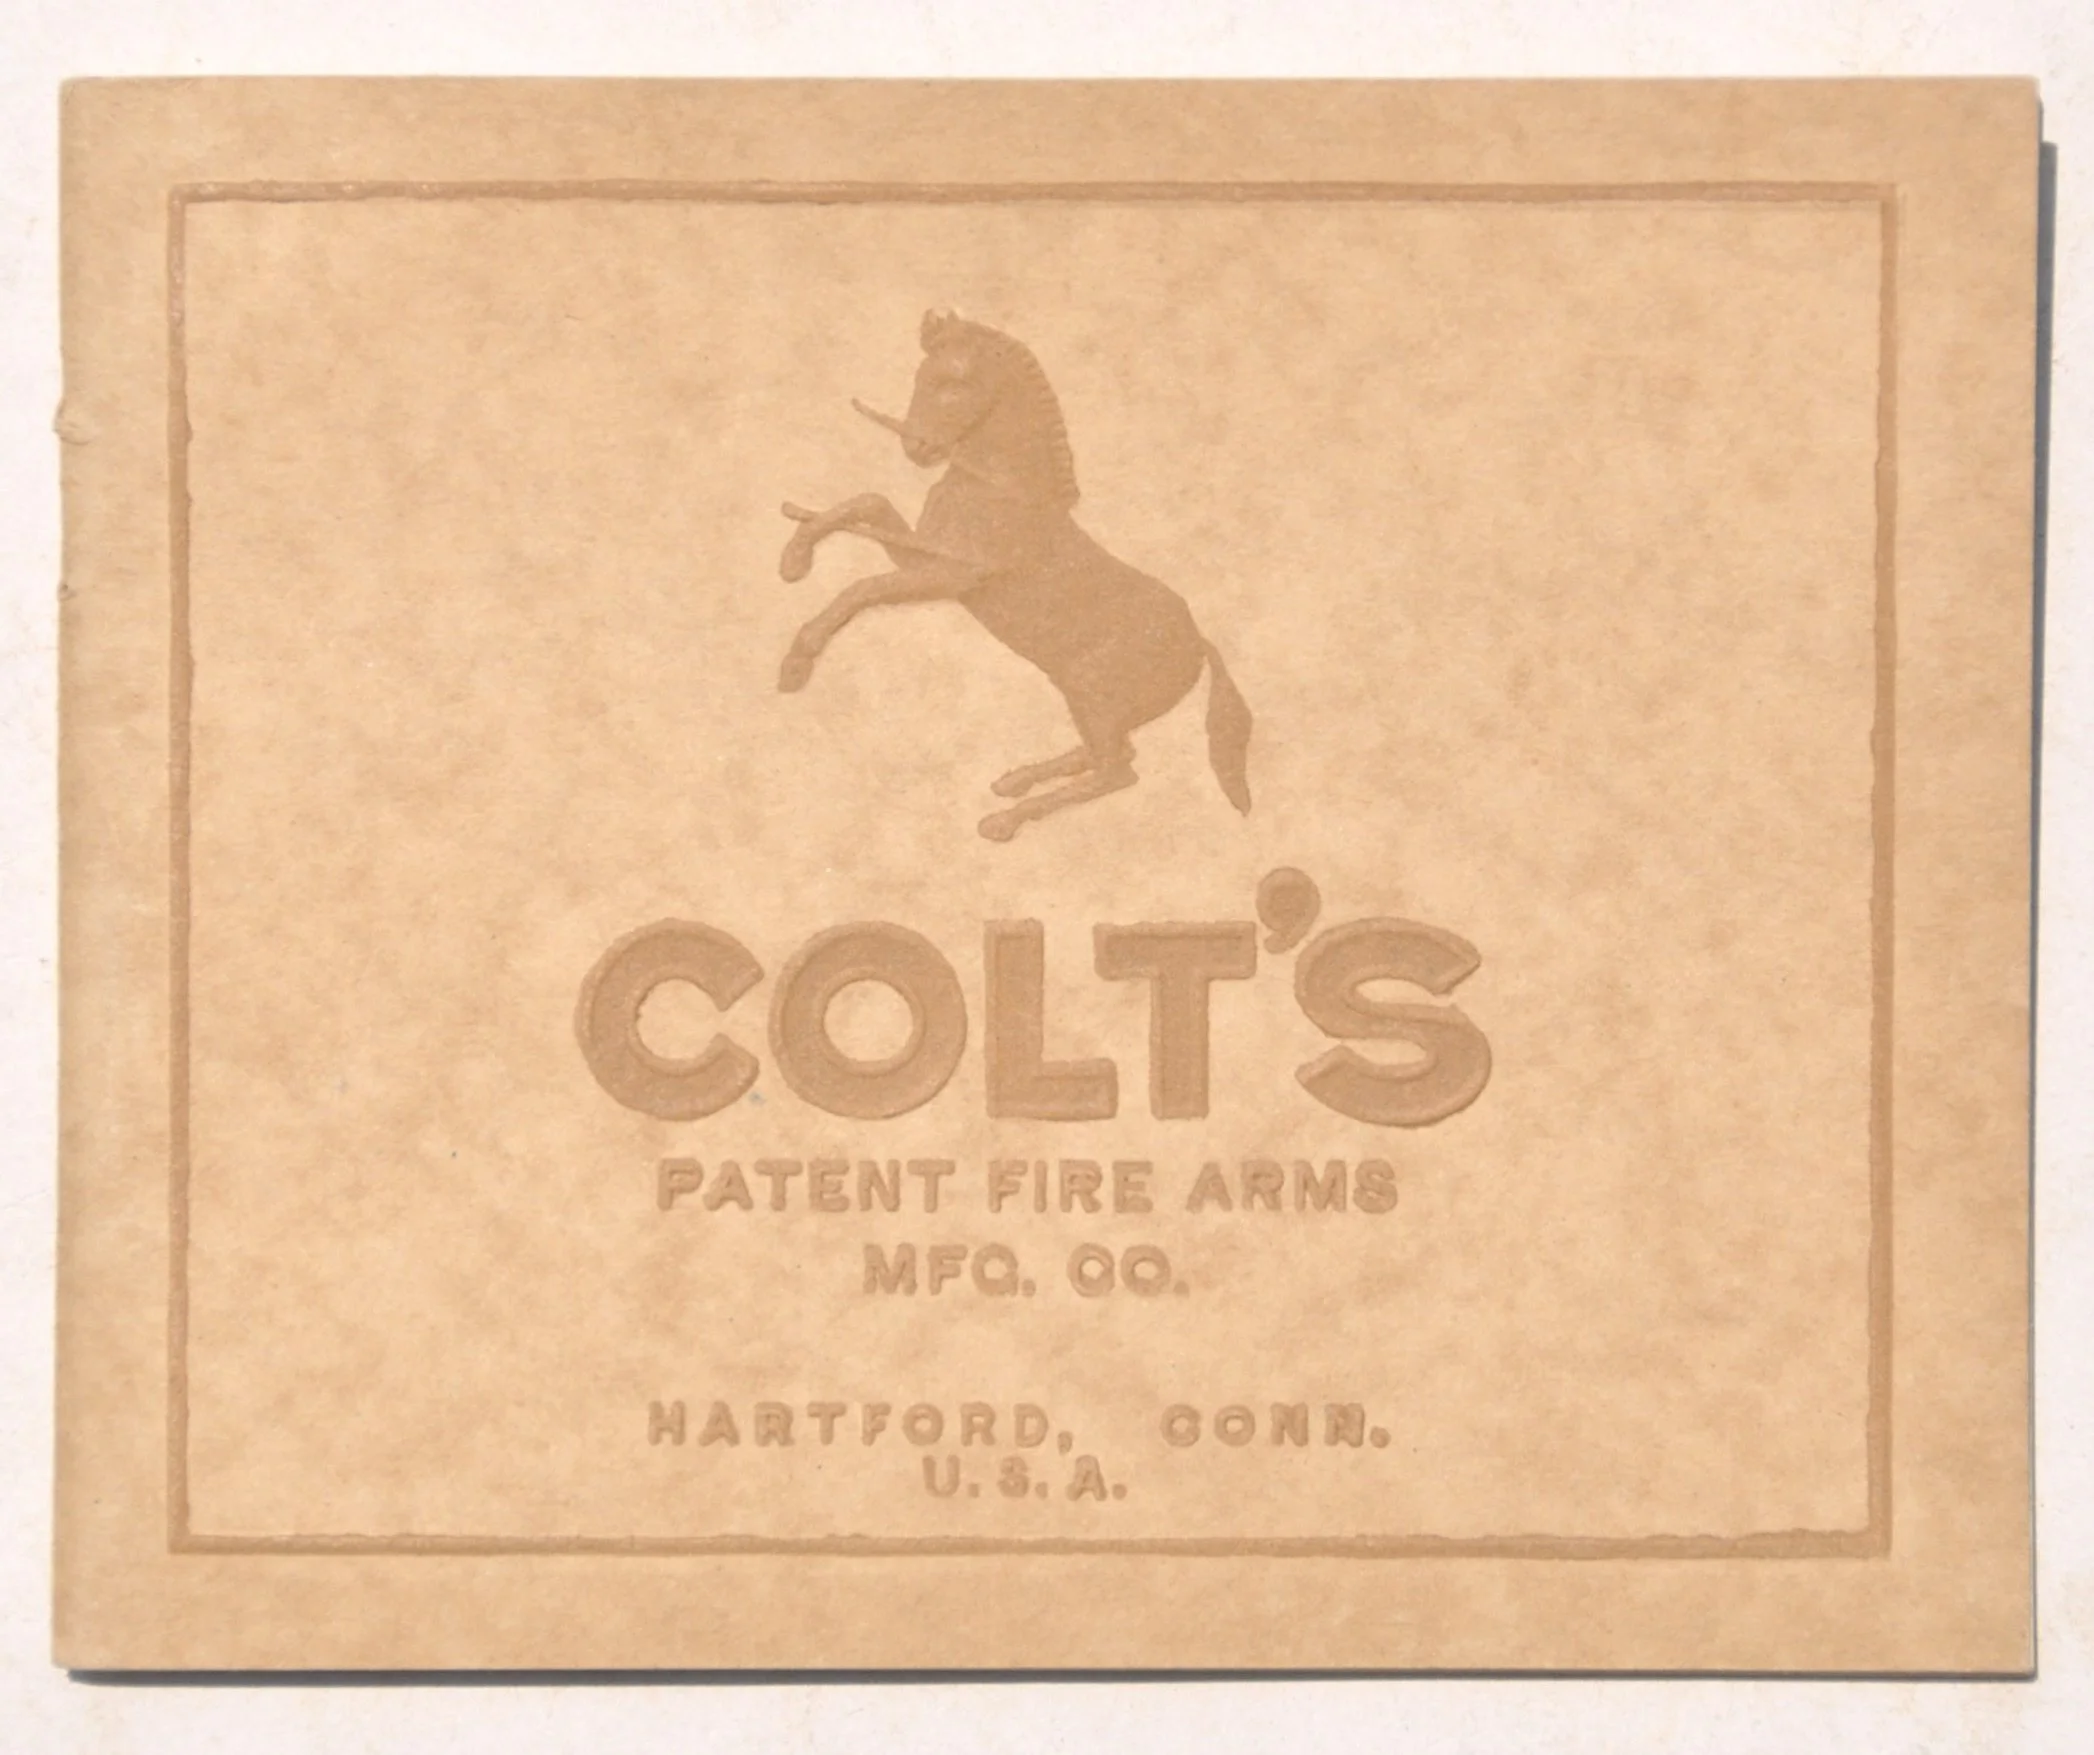 COLT'S
PATENT FIRE ARMS
MFG. CO.
HARTFORD, CONN.
U.S.A.